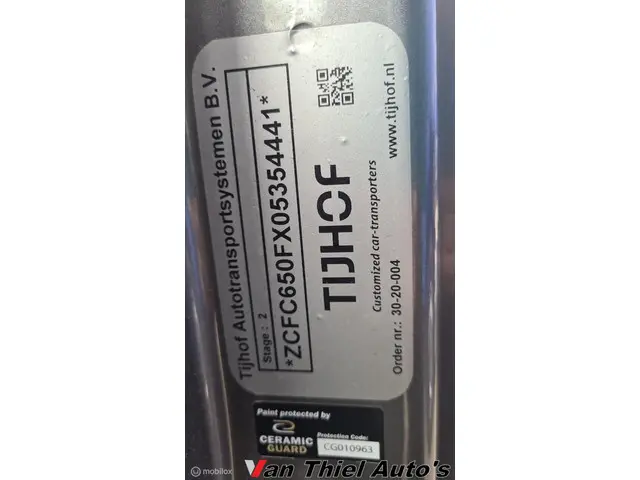 Tijhof Autotransportsystemen B.V.
Stage: 2
*ZCFC650FX05354441*
TIJHOF
Customized car-transporters
Order nr.: 30-20-004
www.tijhof.nl
Paint protected by
CERAMIC
GUARD
Protection Code:
CG010963
© mobilox
Van Thiel Auto's